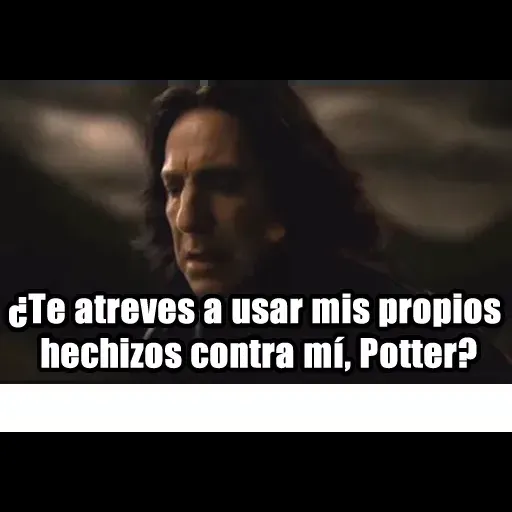 ¿Te atreves a usar mis propios
hechizos contra mí, Potter?